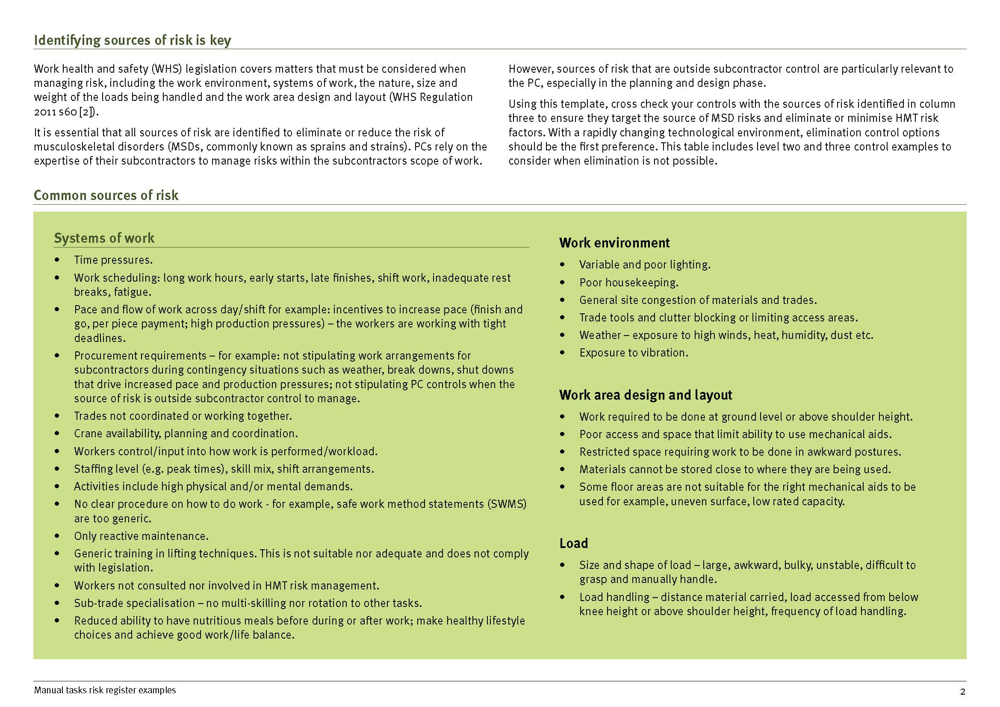 Identifying sources of risk is key
Work health and safety (WHS) legislation covers matters that must be considered when
managing risk, including the work environment, systems of work, the nature, size and
weight of the loads being handled and the work area design and layout (WHS Regulation
2011 s60 [2]).
It is essential that all sources of risk are identified to eliminate or reduce the risk of
musculoskeletal disorders (MSDs, commonly known as sprains and strains). PCs rely on the
expertise of their subcontractors to manage risks within the subcontractors scope of work.
However, sources of risk that are outside subcontractor control are particularly relevant to
the PC, especially in the planning and design phase.
Using this template, cross check your controls with the sources of risk identified in column
three to ensure they target the source of MSD risks and eliminate or minimise HMT risk
factors. With a rapidly changing technological environment, elimination control options
should be the first preference. This table includes level two and three control examples to
consider when elimination is not possible.
Common sources of risk
Systems of work
• Time pressures.
• Work scheduling: long work hours, early starts, late finishes, shift work, inadequate rest
breaks, fatigue.
• Pace and flow of work across day/shift for example: incentives to increase pace (finish and
go, per piece payment; high production pressures) – the workers are working with tight
deadlines.
• Procurement requirements – for example: not stipulating work arrangements for
subcontractors during contingency situations such as weather, break downs, shut downs
that drive increased pace and production pressures; not stipulating PC controls when the
source of risk is outside subcontractor control to manage.
• Trades not coordinated or working together.
• Crane availability, planning and coordination.
• Workers control/input into how work is performed/workload.
• Staffing level (e.g. peak times), skill mix, shift arrangements.
• Activities include high physical and/or mental demands.
• No clear procedure on how to do work - for example, safe work method statements (SWMS)
are too generic.
• Only reactive maintenance.
• Generic training in lifting techniques. This is not suitable nor adequate and does not comply
with legislation.
• Workers not consulted nor involved in HMT risk management.
• Sub-trade specialisation – no multi-skilling nor rotation to other tasks.
• Reduced ability to have nutritious meals before during or after work; make healthy lifestyle
choices and achieve good work/life balance.
Work environment
• Variable and poor lighting.
• Poor housekeeping.
• General site congestion of materials and trades.
• Trade tools and clutter blocking or limiting access areas.
• Weather – exposure to high winds, heat, humidity, dust etc.
• Exposure to vibration.
Work area design and layout
• Work required to be done at ground level or above shoulder height.
• Poor access and space that limit ability to use mechanical aids.
• Restricted space requiring work to be done in awkward postures.
• Materials cannot be stored close to where they are being used.
• Some floor areas are not suitable for the right mechanical aids to be
used for example, uneven surface, low rated capacity.
Load
• Size and shape of load – large, awkward, bulky, unstable, difficult to
grasp and manually handle.
• Load handling – distance material carried, load accessed from below
knee height or above shoulder height, frequency of load handling.
Manual tasks risk register examples
2